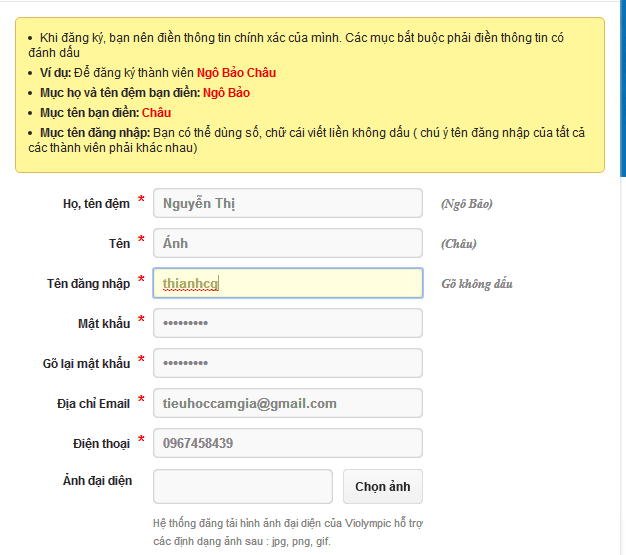 • Khi đăng ký, bạn nên điền thông tin chính xác của mình. Các mục bắt buộc phải điền thông tin có
đánh dấu
• Ví dụ: Để đăng ký thành viên Ngô Bảo Châu
• Mục họ và tên đệm bạn điền: Ngô Bảo
• Mục tên bạn điền: Châu
• Mục tên đăng nhập: Bạn có thể dùng số, chữ cái viết liền không dấu ( chú ý tên đăng nhập của tất cả
các thành viên phải khác nhau)
Họ, tên đệm * Nguyễn Thị (Ngô Bảo)
Tên * Ánh (Châu)
Tên đăng nhập * thianhcg Gõ không dấu
Mật khẩu * •••••••••
Gõ lại mật khẩu * •••••••••
Địa chỉ Email * tieuhoccamgia@gmail.com
Điện thoại * 0967458439
Ảnh đại diện Chọn ảnh
Hệ thống đăng tải hình ảnh đại diện của Violympic hỗ trợ
các định dạng ảnh sau : jpg, png, gif.